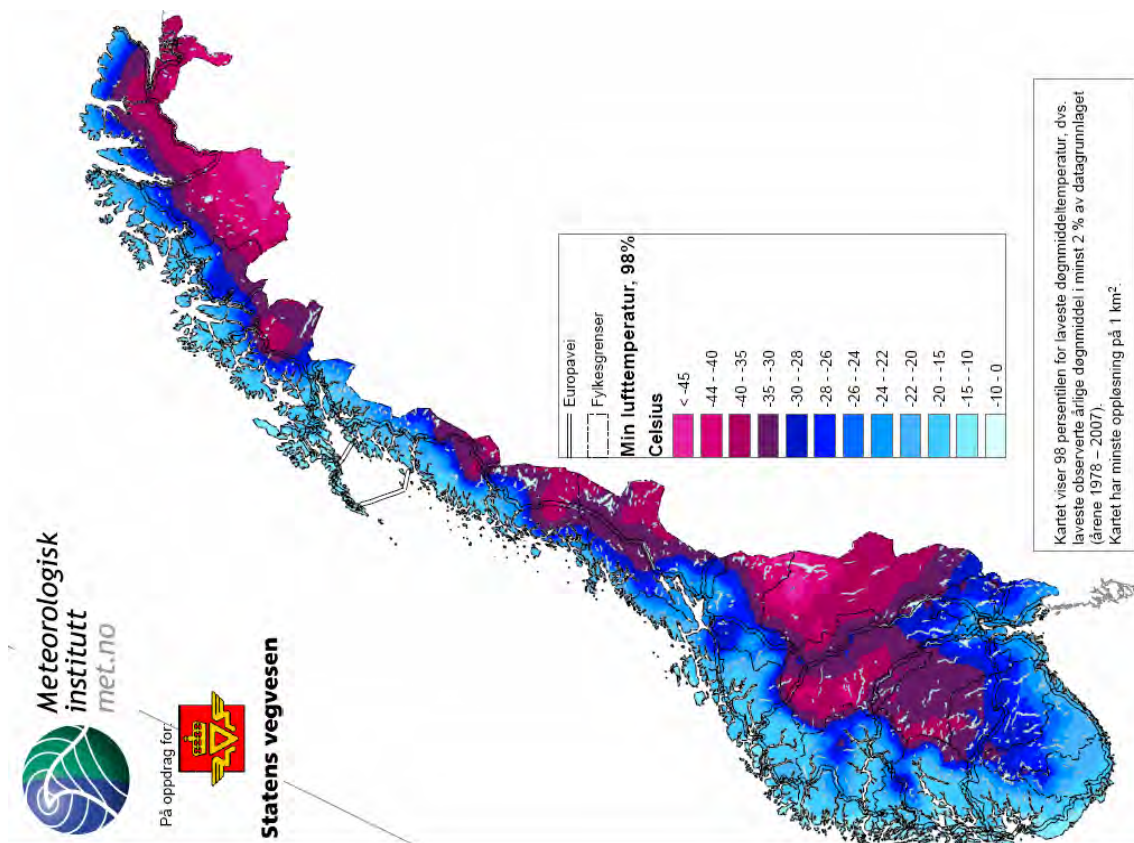 Meteorologisk
institutt
met.no
På oppdrag for:
Statens vegvesen
Europavei
Fylkesgrenser
Min lufttemperatur, 98%
Celsius
< -45
-44 - -40
-40 - -35
-35 - -30
-30 - -28
-28 - -26
-26 - -24
-24 - -22
-22 - -20
-20 - -15
-15 - -10
-10 - 0
Kartet viser 98 persentilen for laveste døgnmiddeltemperatur, dvs.
laveste observerte årlige døgnmiddel i minst 2 % av datagrunnlaget
(årene 1978 – 2007).
Kartet har minste oppløsning på 1 km².